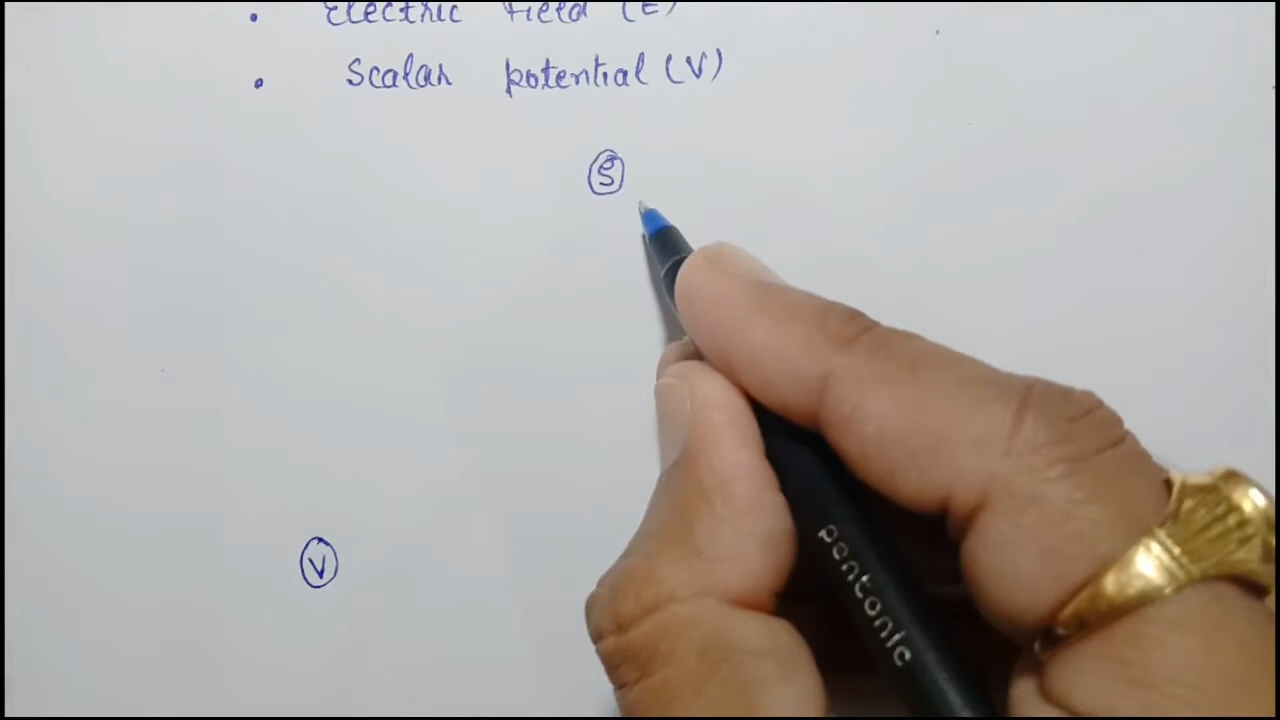 • Electric field (E)
• Scalar potential (V)
V
pentonic